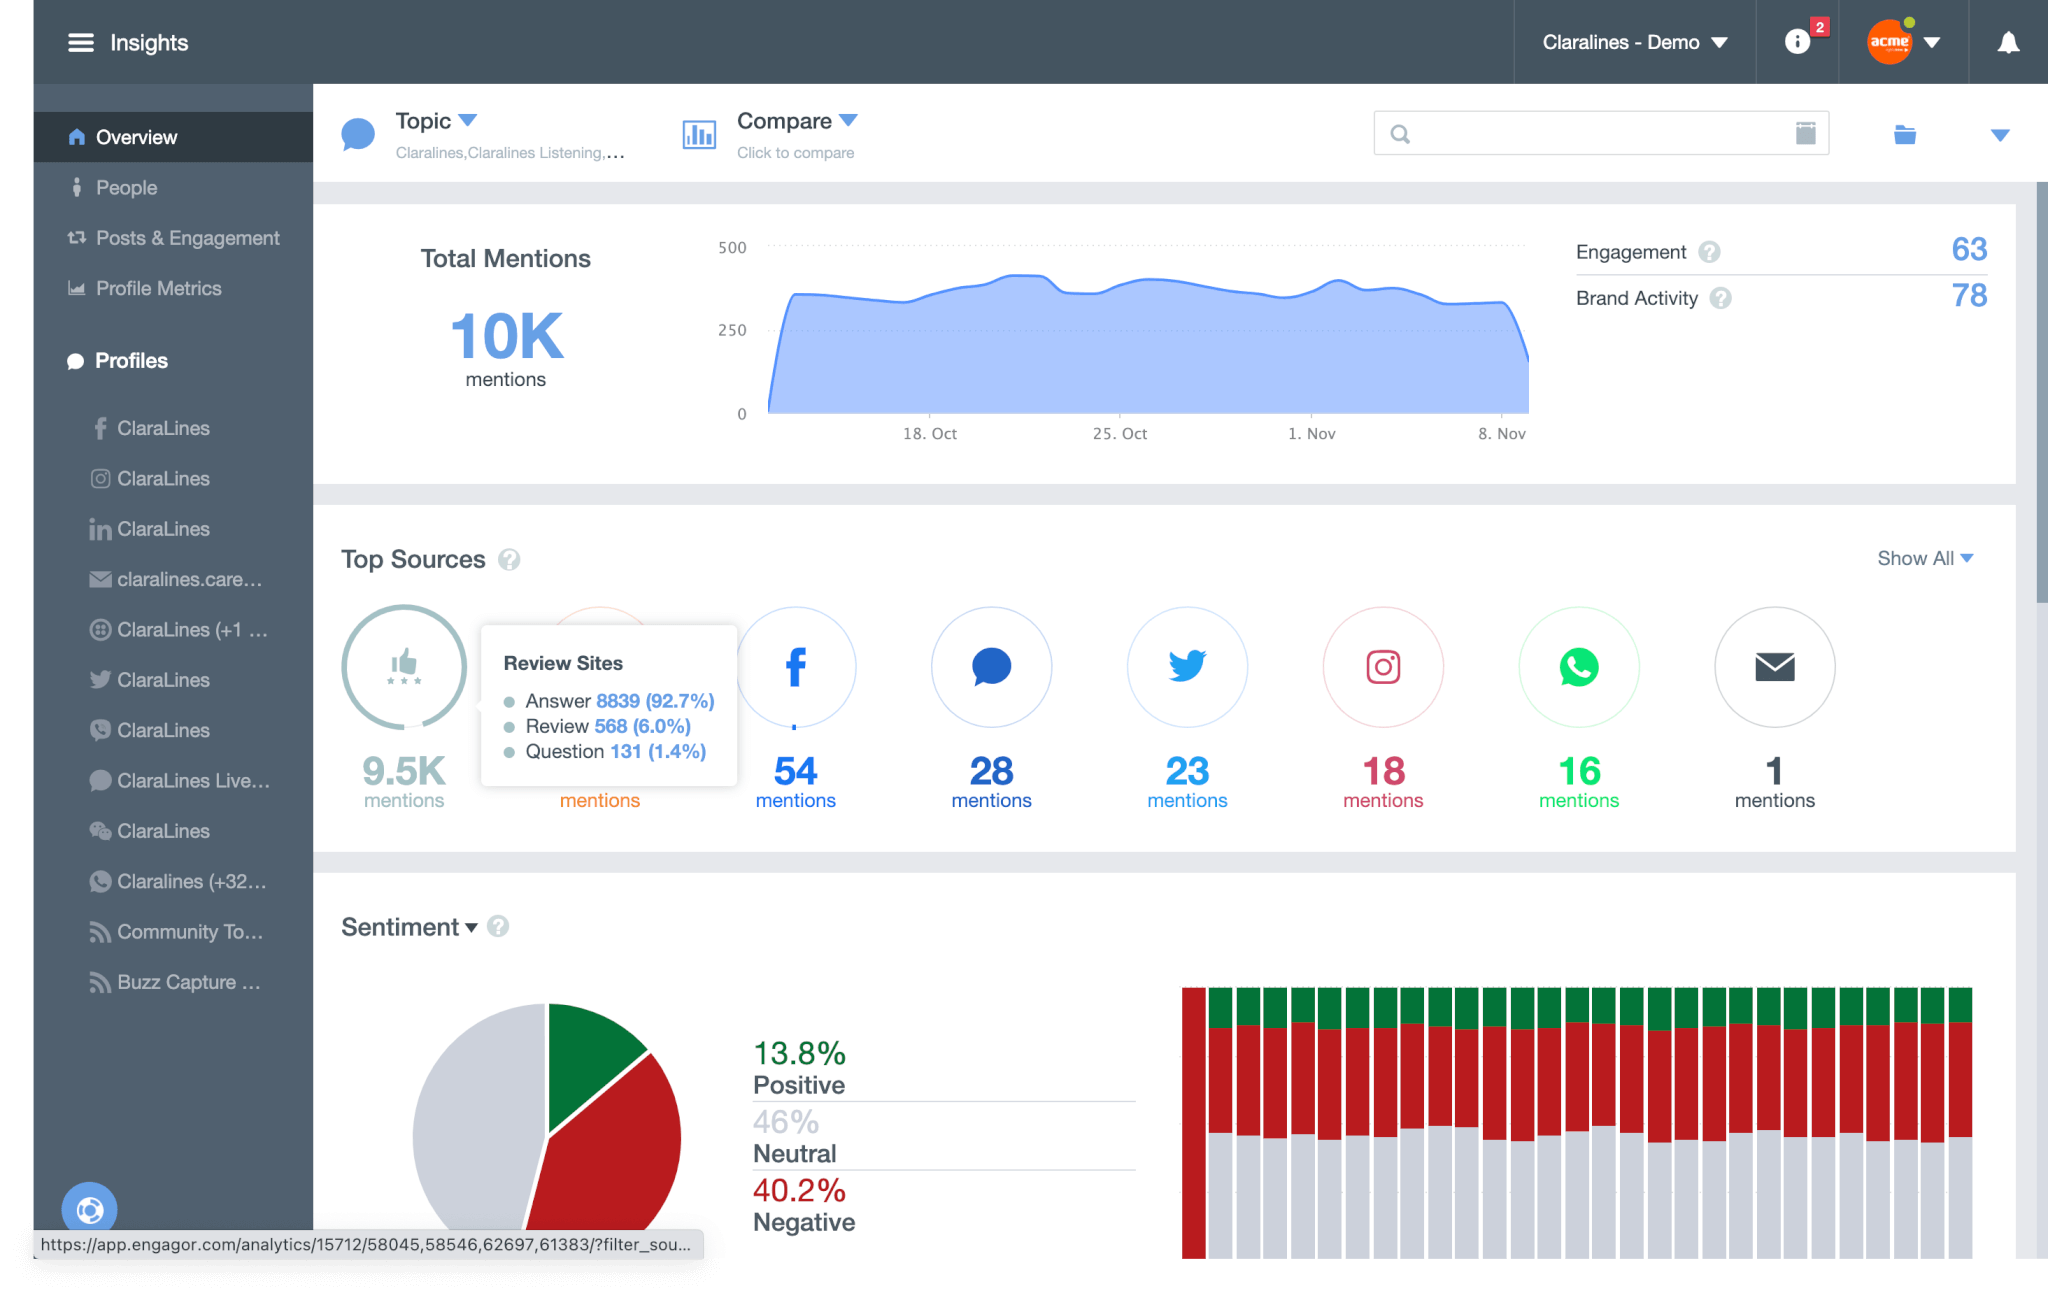 Insights
Claralines - Demo
2
acme
Overview
People
Posts & Engagement
Profile Metrics
Profiles
ClaraLines
ClaraLines
ClaraLines
claralines.care...
ClaraLines (+1 ...
ClaraLines
ClaraLines
ClaraLines Live...
ClaraLines
Claralines (+32...
Community To...
Buzz Capture ...
Topic
Claralines,Claralines Listening,...
Compare
Click to compare
Total Mentions
10K
mentions
500
250
0
18. Oct
25. Oct
1. Nov
8. Nov
Engagement ?
63
Brand Activity ?
78
Top Sources ?
Show All
Review Sites
Answer 8839 (92.7%)
Review 568 (6.0%)
Question 131 (1.4%)
9.5K
mentions
mentions
54
mentions
28
mentions
23
mentions
18
mentions
16
mentions
1
mentions
Sentiment ?
13.8%
Positive
46%
Neutral
40.2%
Negative
https://app.engagor.com/analytics/15712/58045,58546,62697,61383/?filter_sou...